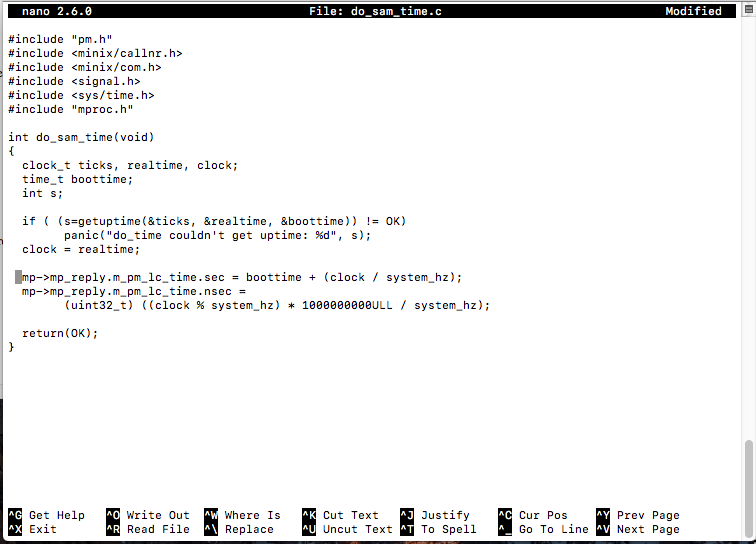 nano 2.6.0 File: do_sam_time.c Modified
#include "pm.h"
#include <minix/callnr.h>
#include <minix/com.h>
#include <signal.h>
#include <sys/time.h>
#include "mproc.h"
int do_sam_time(void)
{
clock_t ticks, realtime, clock;
time_t boottime;
int s;
if ( (s=getuptime(&ticks, &realtime, &boottime)) != OK)
panic("do_time couldn't get uptime: %d", s);
clock = realtime;
mp->mp_reply.m_pm_lc_time.sec = boottime + (clock / system_hz);
mp->mp_reply.m_pm_lc_time.nsec =
(uint32_t) ((clock % system_hz) * 1000000000ULL / system_hz);
return(OK);
}
^G Get Help ^O Write Out ^W Where Is ^K Cut Text ^J Justify ^C Cur Pos ^Y Prev Page
^X Exit ^R Read File ^\ Replace ^U Uncut Text ^T To Spell ^_ Go To Line ^V Next Page